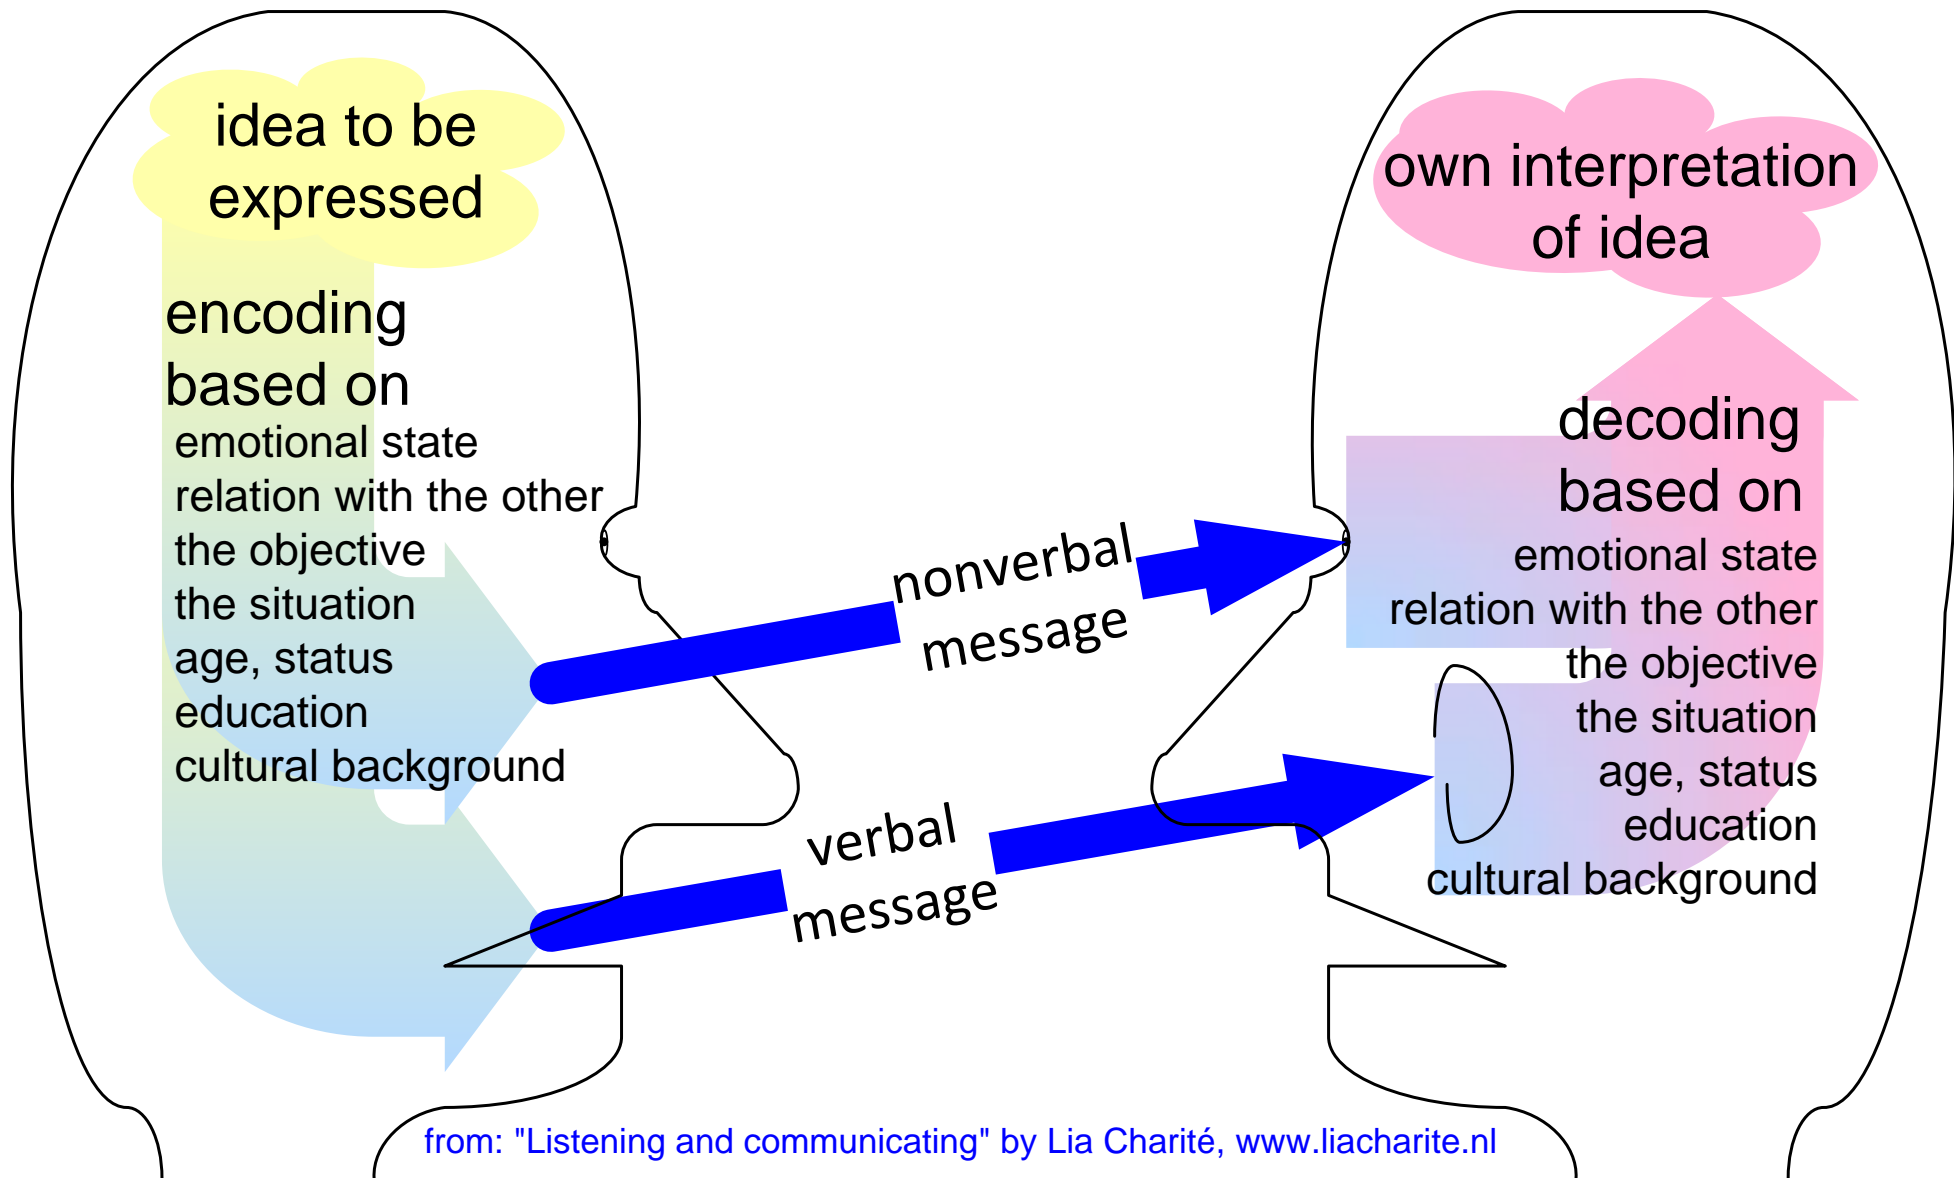 idea to be
expressed
encoding
based on
emotional state
relation with the other
the objective
the situation
age, status
education
cultural background
nonverbal
message
verbal
message
own interpretation
of idea
decoding
based on
emotional state
relation with the other
the objective
the situation
age, status
education
cultural background
from: "Listening and communicating" by Lia Charité, www.liacharite.nl